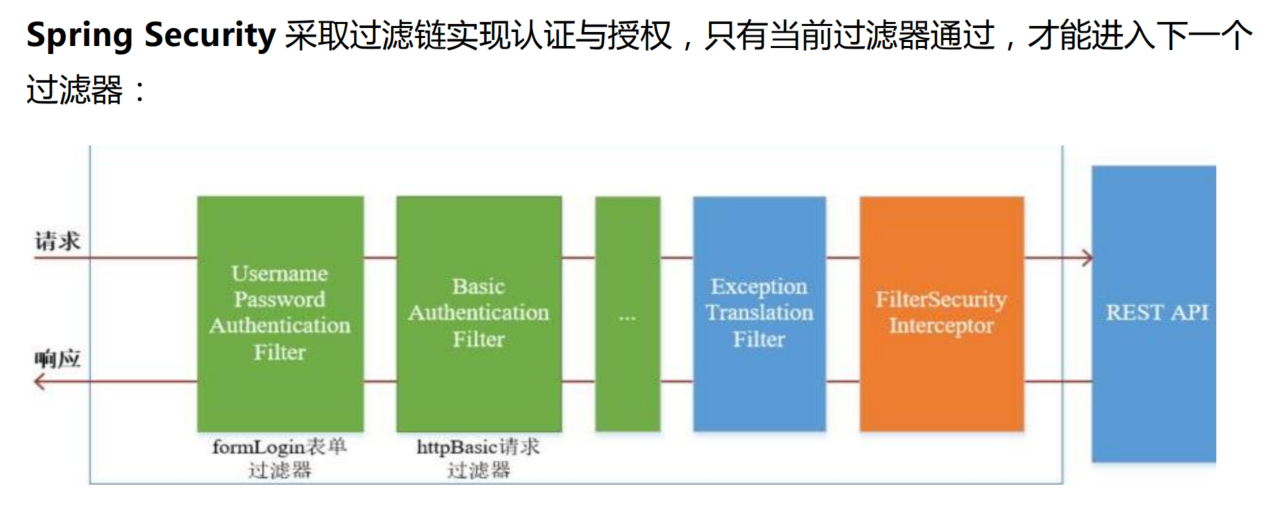 Spring Security 采取过滤链实现认证与授权，只有当前过滤器通过，才能进入下一个
过滤器：
请求
响应
Username
Password
Authentication
Filter
formLogin表单
过滤器
Basic
Authentication
Filter
httpBasic请求
过滤器
...
Exception
Translation
Filter
FilterSecurity
Interceptor
REST API